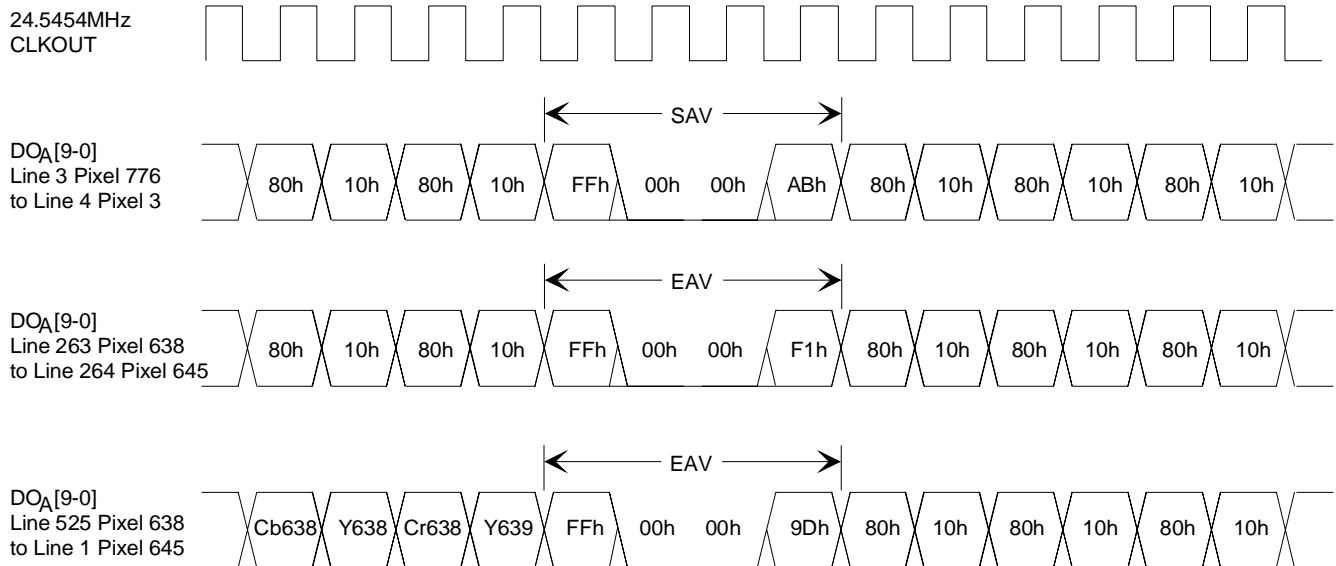 24.5454MHz
CLKOUT
SAV
DOA[9-0]
Line 3 Pixel 776
to Line 4 Pixel 3
80h 10h 80h 10h FFh 00h 00h ABh 80h 10h 80h 10h 80h 10h
EAV
DOA[9-0]
Line 263 Pixel 638
to Line 264 Pixel 645
80h 10h 80h 10h FFh 00h 00h F1h 80h 10h 80h 10h 80h 10h
EAV
DOA[9-0]
Line 525 Pixel 638
to Line 1 Pixel 645
Cb638 Y638 Cr638 Y639 FFh 00h 00h 9Dh 80h 10h 80h 10h 80h 10h